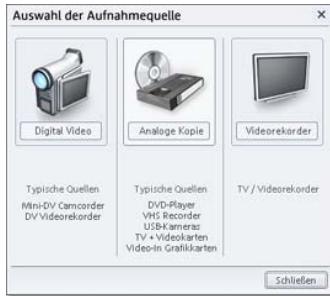 Auswahl der Aufnahmequelle
Digital Video
Analoge Kopie
Videorekorder
Typische Quellen
Mini-DV Camcorder
DV Videorekorder
Typische Quellen
DVD-Player
VHS Recorder
USB-Kameras
TV + Videokarten
Video-In Grafikkarten
TV / Videorekorder
Schließen